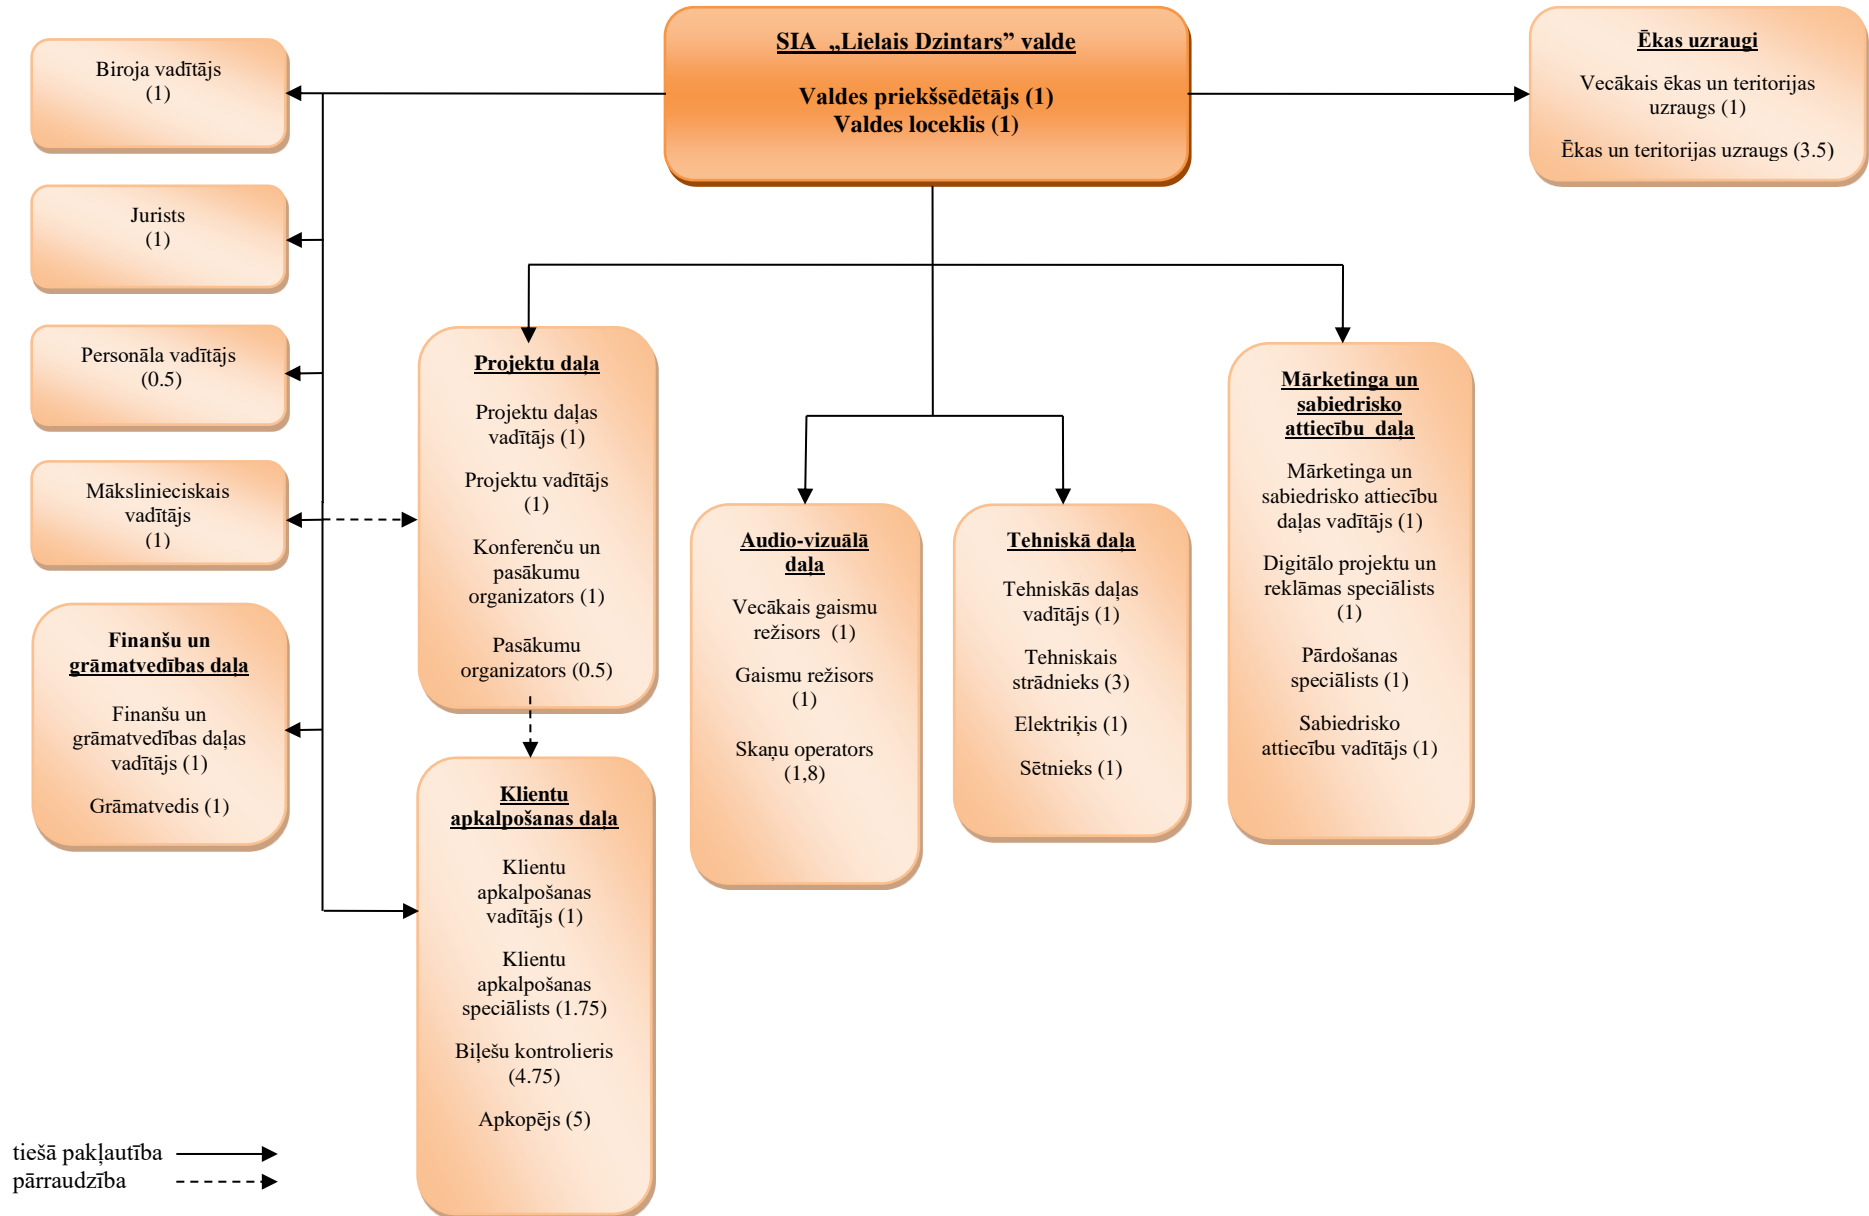 SIA „Lielais Dzintars” valde
Valdes priekšsēdētājs (1)
Valdes loceklis (1)
Ēkas uzraugi
Vecākais ēkas un teritorijas
uzraugs (1)
Ēkas un teritorijas uzraugs (3.5)
Biroja vadītājs
(1)
Jurists
(1)
Personāla vadītājs
(0.5)
Mākslinieciskais
vadītājs
(1)
Finanšu un
grāmatvedības daļa
Finanšu un
grāmatvedības daļas
vadītājs (1)
Grāmatvedis (1)
Projektu daļa
Projektu daļas
vadītājs (1)
Projektu vadītājs
(1)
Konferenču un
pasākumu
organizators (1)
Pasākumu
organizators (0.5)
Klientu
apkalpošanas daļa
Klientu
apkalpošanas
vadītājs (1)
Klientu
apkalpošanas
speciālists (1.75)
Biļešu kontrolieris
(4.75)
Apkopējs (5)
Audio-vizuālā
daļa
Vecākais gaismu
režisors (1)
Gaismu režisors
(1)
Skaņu operators
(1,8)
Tehniskā daļa
Tehniskās daļas
vadītājs (1)
Tehniskais
strādnieks (3)
Elektriķis (1)
Sētnieks (1)
Mārketinga un
sabiedrisko
attiecību daļa
Mārketinga un
sabiedrisko attiecību
daļas vadītājs (1)
Digitālo projektu un
reklāmas speciālists
(1)
Pārdošanas
speciālists (1)
Sabiedrisko
attiecību vadītājs (1)
tiešā pakļautība
pārraudzība